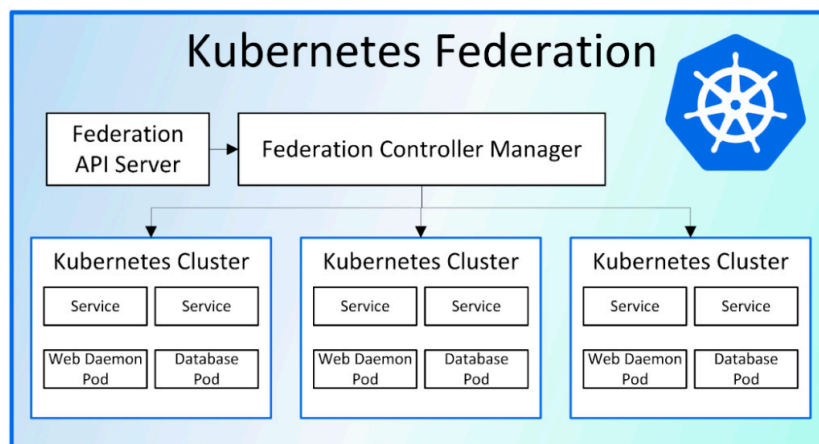 Kubernetes Federation
Federation
API Server
Federation Controller Manager
Kubernetes Cluster
Service
Service
Web Daemon
Pod
Database
Pod
Kubernetes Cluster
Service
Service
Web Daemon
Pod
Database
Pod
Kubernetes Cluster
Service
Service
Web Daemon
Pod
Database
Pod